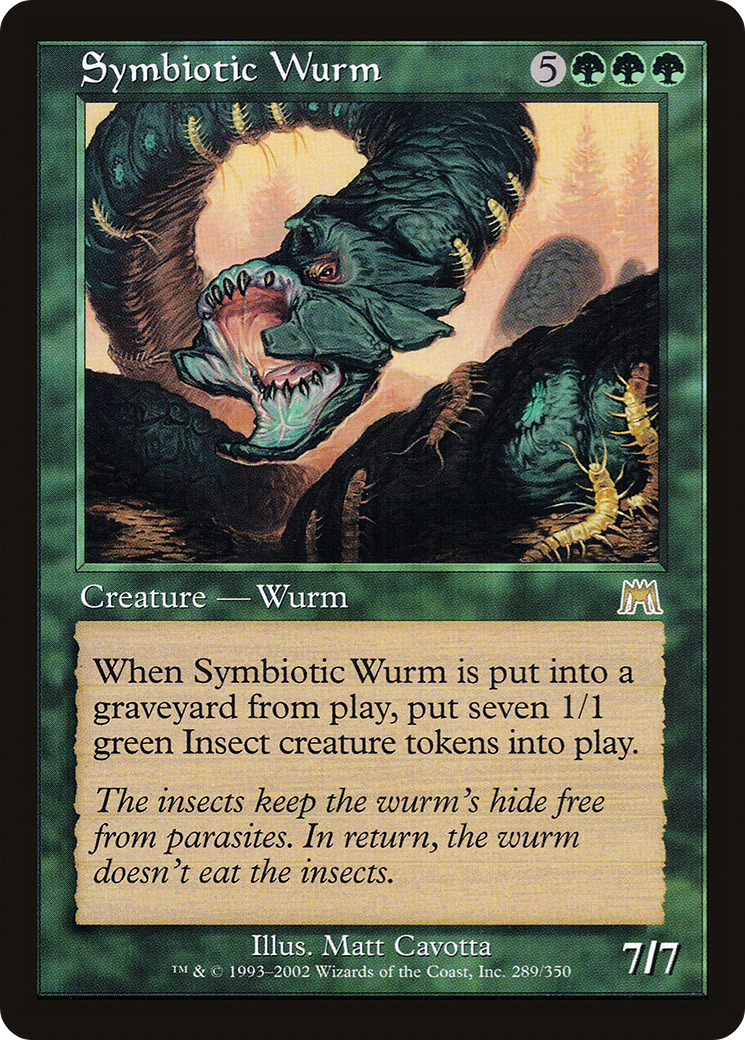 Symbiotic Wurm 5
Creature — Wurm
When Symbiotic Wurm is put into a
graveyard from play, put seven 1/1
green Insect creature tokens into play.
The insects keep the wurm's hide free
from parasites. In return, the wurm
doesn't eat the insects.
Illus. Matt Cavotta
™ & © 1993–2002 Wizards of the Coast, Inc. 289/350
7/7